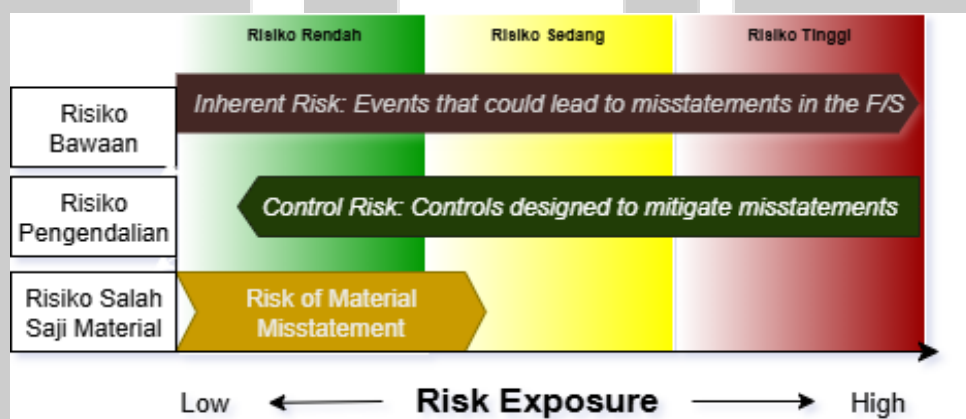 Risiko Rendah
Risiko Sedang
Risiko Tinggi
Risiko
Bawaan
Inherent Risk: Events that could lead to misstatements in the F/S
Risiko
Pengendalian
Control Risk: Controls designed to mitigate misstatements
Risiko Salah
Saji Material
Risk of Material
Misstatement
Low
Risk Exposure
High